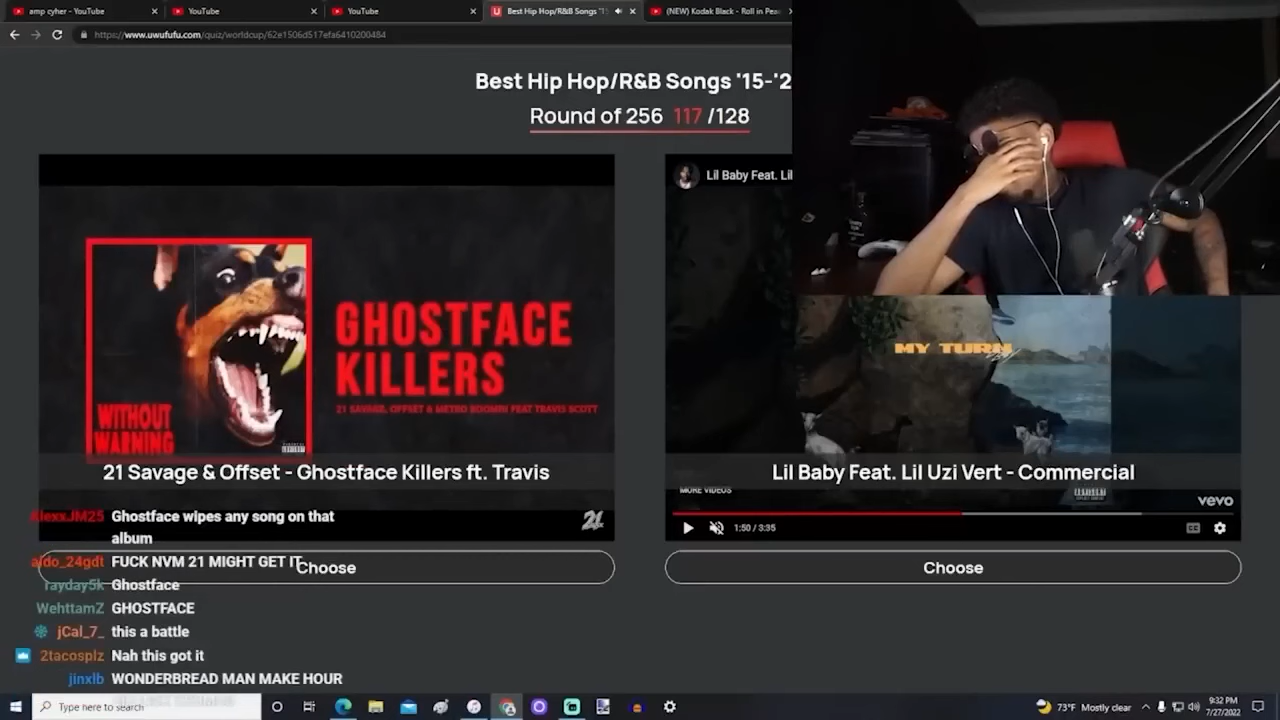 amp cyher - YouTube
YouTube
YouTube
Best Hip Hop/R&B Songs '1
(NEW) Kodak Black - Roll in Pea
https://www.uwufufu.com/quiz/worldcup/62e1506d517efa6410200484
Best Hip Hop/R&B Songs '15-'2
Round of 256 117 /128
GHOSTFACE
KILLERS
21 SAVAGE, OFFSET & METRO BOOMIN FEAT TRAVIS SCOTT
WITHOUT
WARNING
21 Savage & Offset - Ghostface Killers ft. Travis
21
Choose
Lil Baby Feat. Lil
MY TURN
Lil Baby Feat. Lil Uzi Vert - Commercial
MORE VIDEOS
vevo
1:50 / 3:35
Choose
AlexxJM25 Ghostface wipes any song on that
album
aldo_24gdt FUCK NVM 21 MIGHT GET IT
rayday5k Ghostface
WehttamZ GHOSTFACE
jCal_7_ this a battle
2tacosplz Nah this got it
jinxlb WONDERBREAD MAN MAKE HOUR
Type here to search
73°F Mostly clear
9:32 PM
7/27/2022